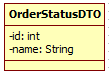 OrderStatusDTO
-id: int
-name: String